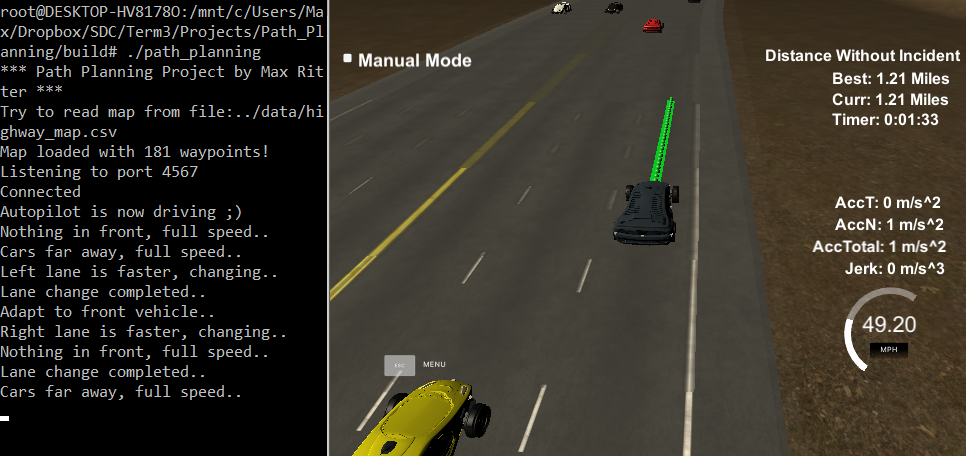 root@DESKTOP-HV8178O:/mnt/c/Users/Ma
x/Dropbox/SDC/Term3/Projects/Path_Pl
anning/build# ./path_planning
*** Path Planning Project by Max Rit
ter ***
Try to read map from file:../data/hi
ghway_map.csv
Map loaded with 181 waypoints!
Listening to port 4567
Connected
Autopilot is now driving ;)
Nothing in front, full speed..
Cars far away, full speed..
Left lane is faster, changing..
Lane change completed..
Adapt to front vehicle..
Right lane is faster, changing..
Nothing in front, full speed..
Lane change completed..
Cars far away, full speed..
Manual Mode
Distance Without Incident
Best: 1.21 Miles
Curr: 1.21 Miles
Timer: 0:01:33
AccT: 0 m/s^2
AccN: 1 m/s^2
AccTotal: 1 m/s^2
Jerk: 0 m/s^3
49.20
MPH
ESC MENU